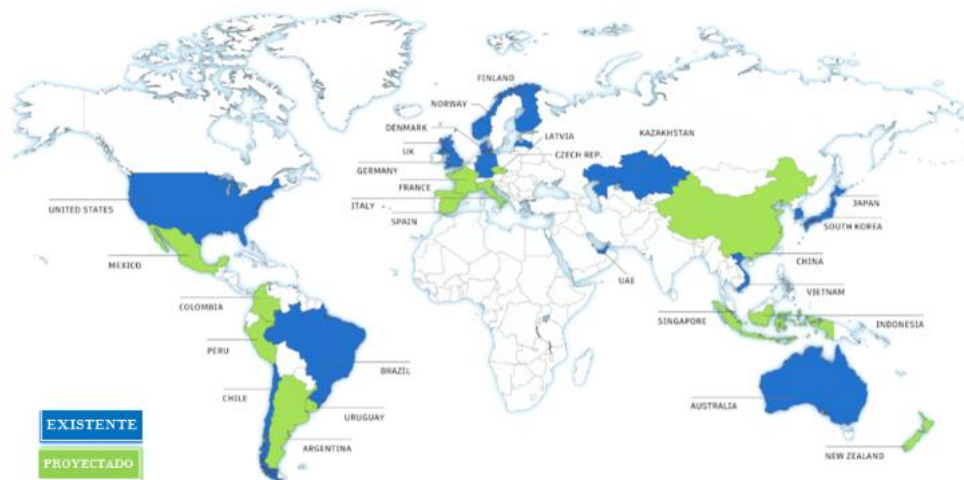 FINLAND
NORWAY
DENMARK
LATVIA
KAZAKHSTAN
UK
CZECH REP.
GERMANY
FRANCE
ITALY
SPAIN
UNITED STATES
JAPAN
SOUTH KOREA
MEXICO
CHINA
UAE
VIETNAM
COLOMBIA
SINGAPORE
INDONESIA
PERU
BRAZIL
CHILE
AUSTRALIA
URUGUAY
ARGENTINA
NEW ZEALAND
EXISTENTE
PROYECTADO